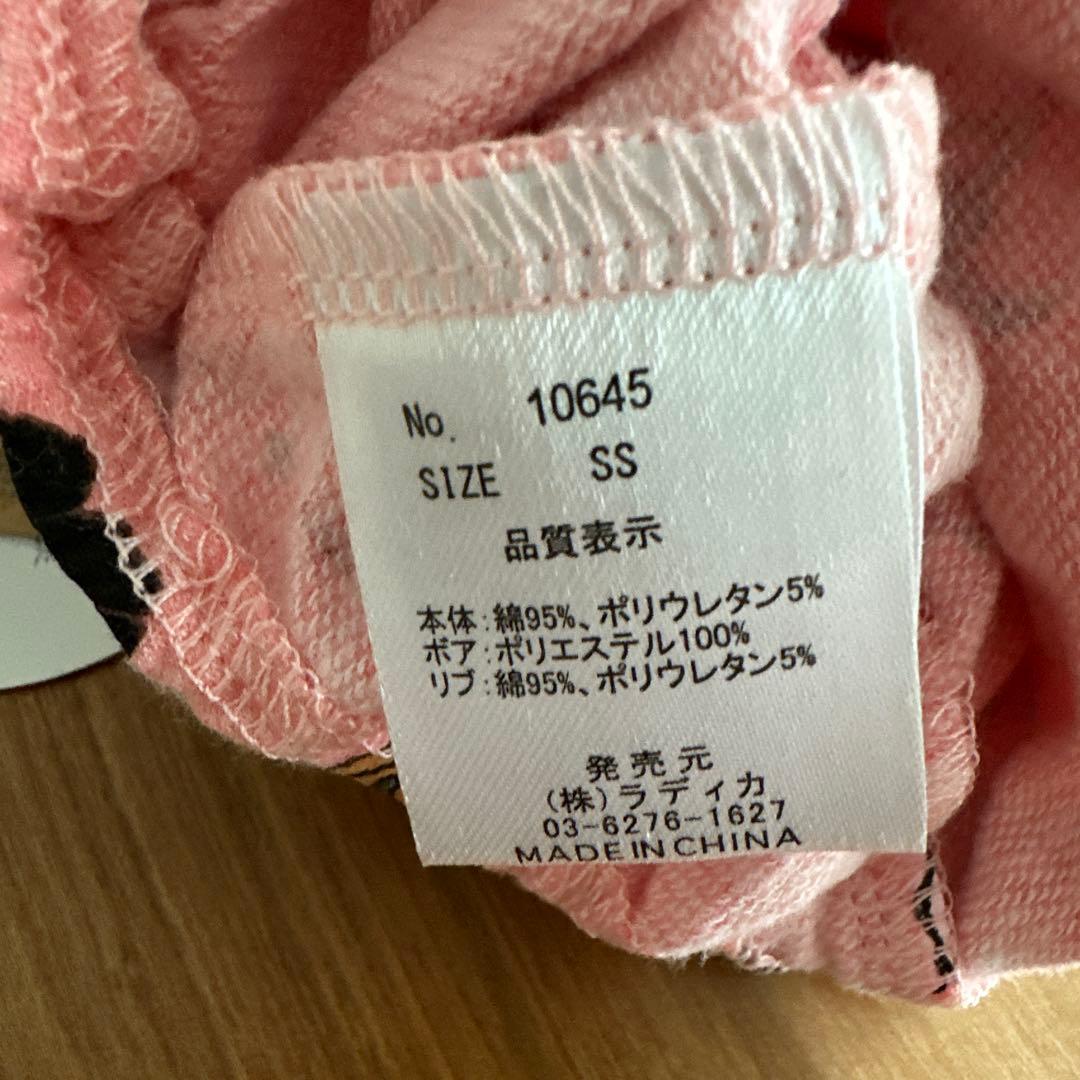 No. 10645
SIZE SS
品質表示
本体:綿95%、ポリウレタン5%
ボア:ポリエステル100%
リブ:綿95%、ポリウレタン5%
発売元
(株)ラディカ
03-6276-1627
MADE IN CHINA